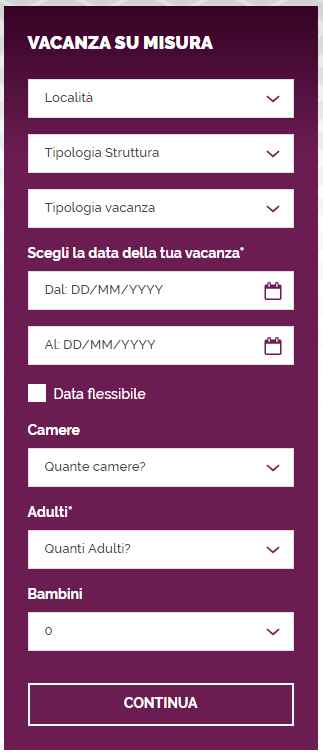 VACANZA SU MISURA
Località
Tipologia Struttura
Tipologia vacanza
Scegli la data della tua vacanza*
Dal: DD/MM/YYYY
Al: DD/MM/YYYY
Data flessibile
Camere
Quante camere?
Adulti*
Quanti Adulti?
Bambini
0
CONTINUA